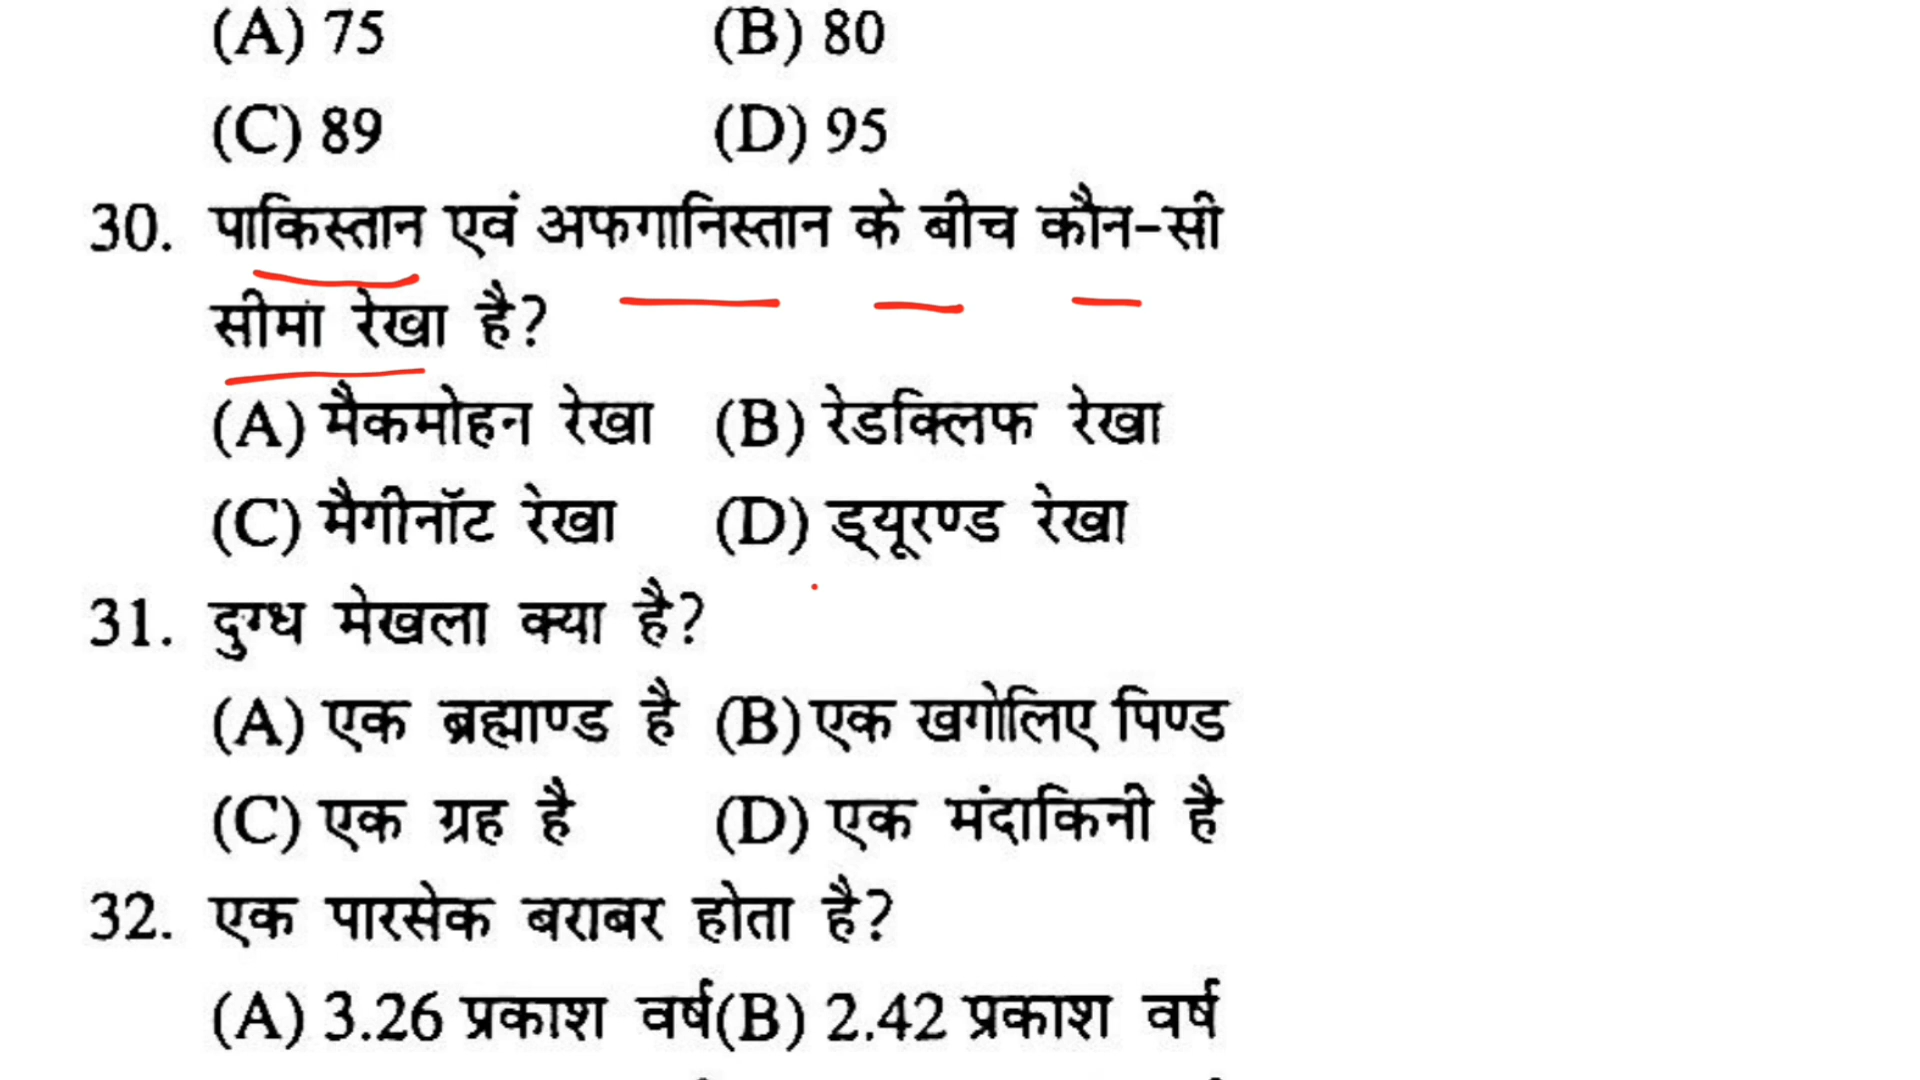 (A) 75 (B) 80
(C) 89 (D) 95
30. पाकिस्तान एवं अफगानिस्तान के बीच कौन-सी
सीमा रेखा है?
(A) मैकमोहन रेखा (B) रेडक्लिफ रेखा
(C) मैगीनॉट रेखा (D) ड्यूरण्ड रेखा
31. दुग्ध मेखला क्या है?
(A) एक ब्रह्माण्ड है (B) एक खगोलिए पिण्ड
(C) एक ग्रह है (D) एक मंदाकिनी है
32. एक पारसेक बराबर होता है?
(A) 3.26 प्रकाश वर्ष (B) 2.42 प्रकाश वर्ष